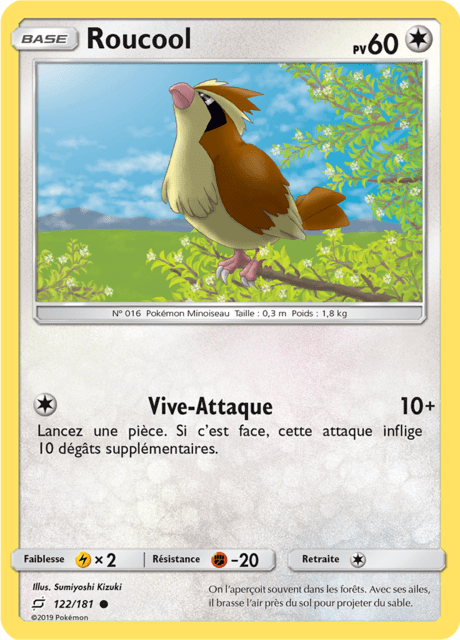 BASE Roucool PV60
N° 016 Pokémon Minoiseau Taille : 0,3 m Poids : 1,8 kg
Vive-Attaque 10+
Lancez une pièce. Si c'est face, cette attaque inflige
10 dégâts supplémentaires.
Faiblesse ×2 Résistance -20 Retraite
Illus. Sumiyoshi Kizuki
122/181
©2019 Pokémon
On l'aperçoit souvent dans les forêts. Avec ses ailes,
il brasse l'air près du sol pour projeter du sable.